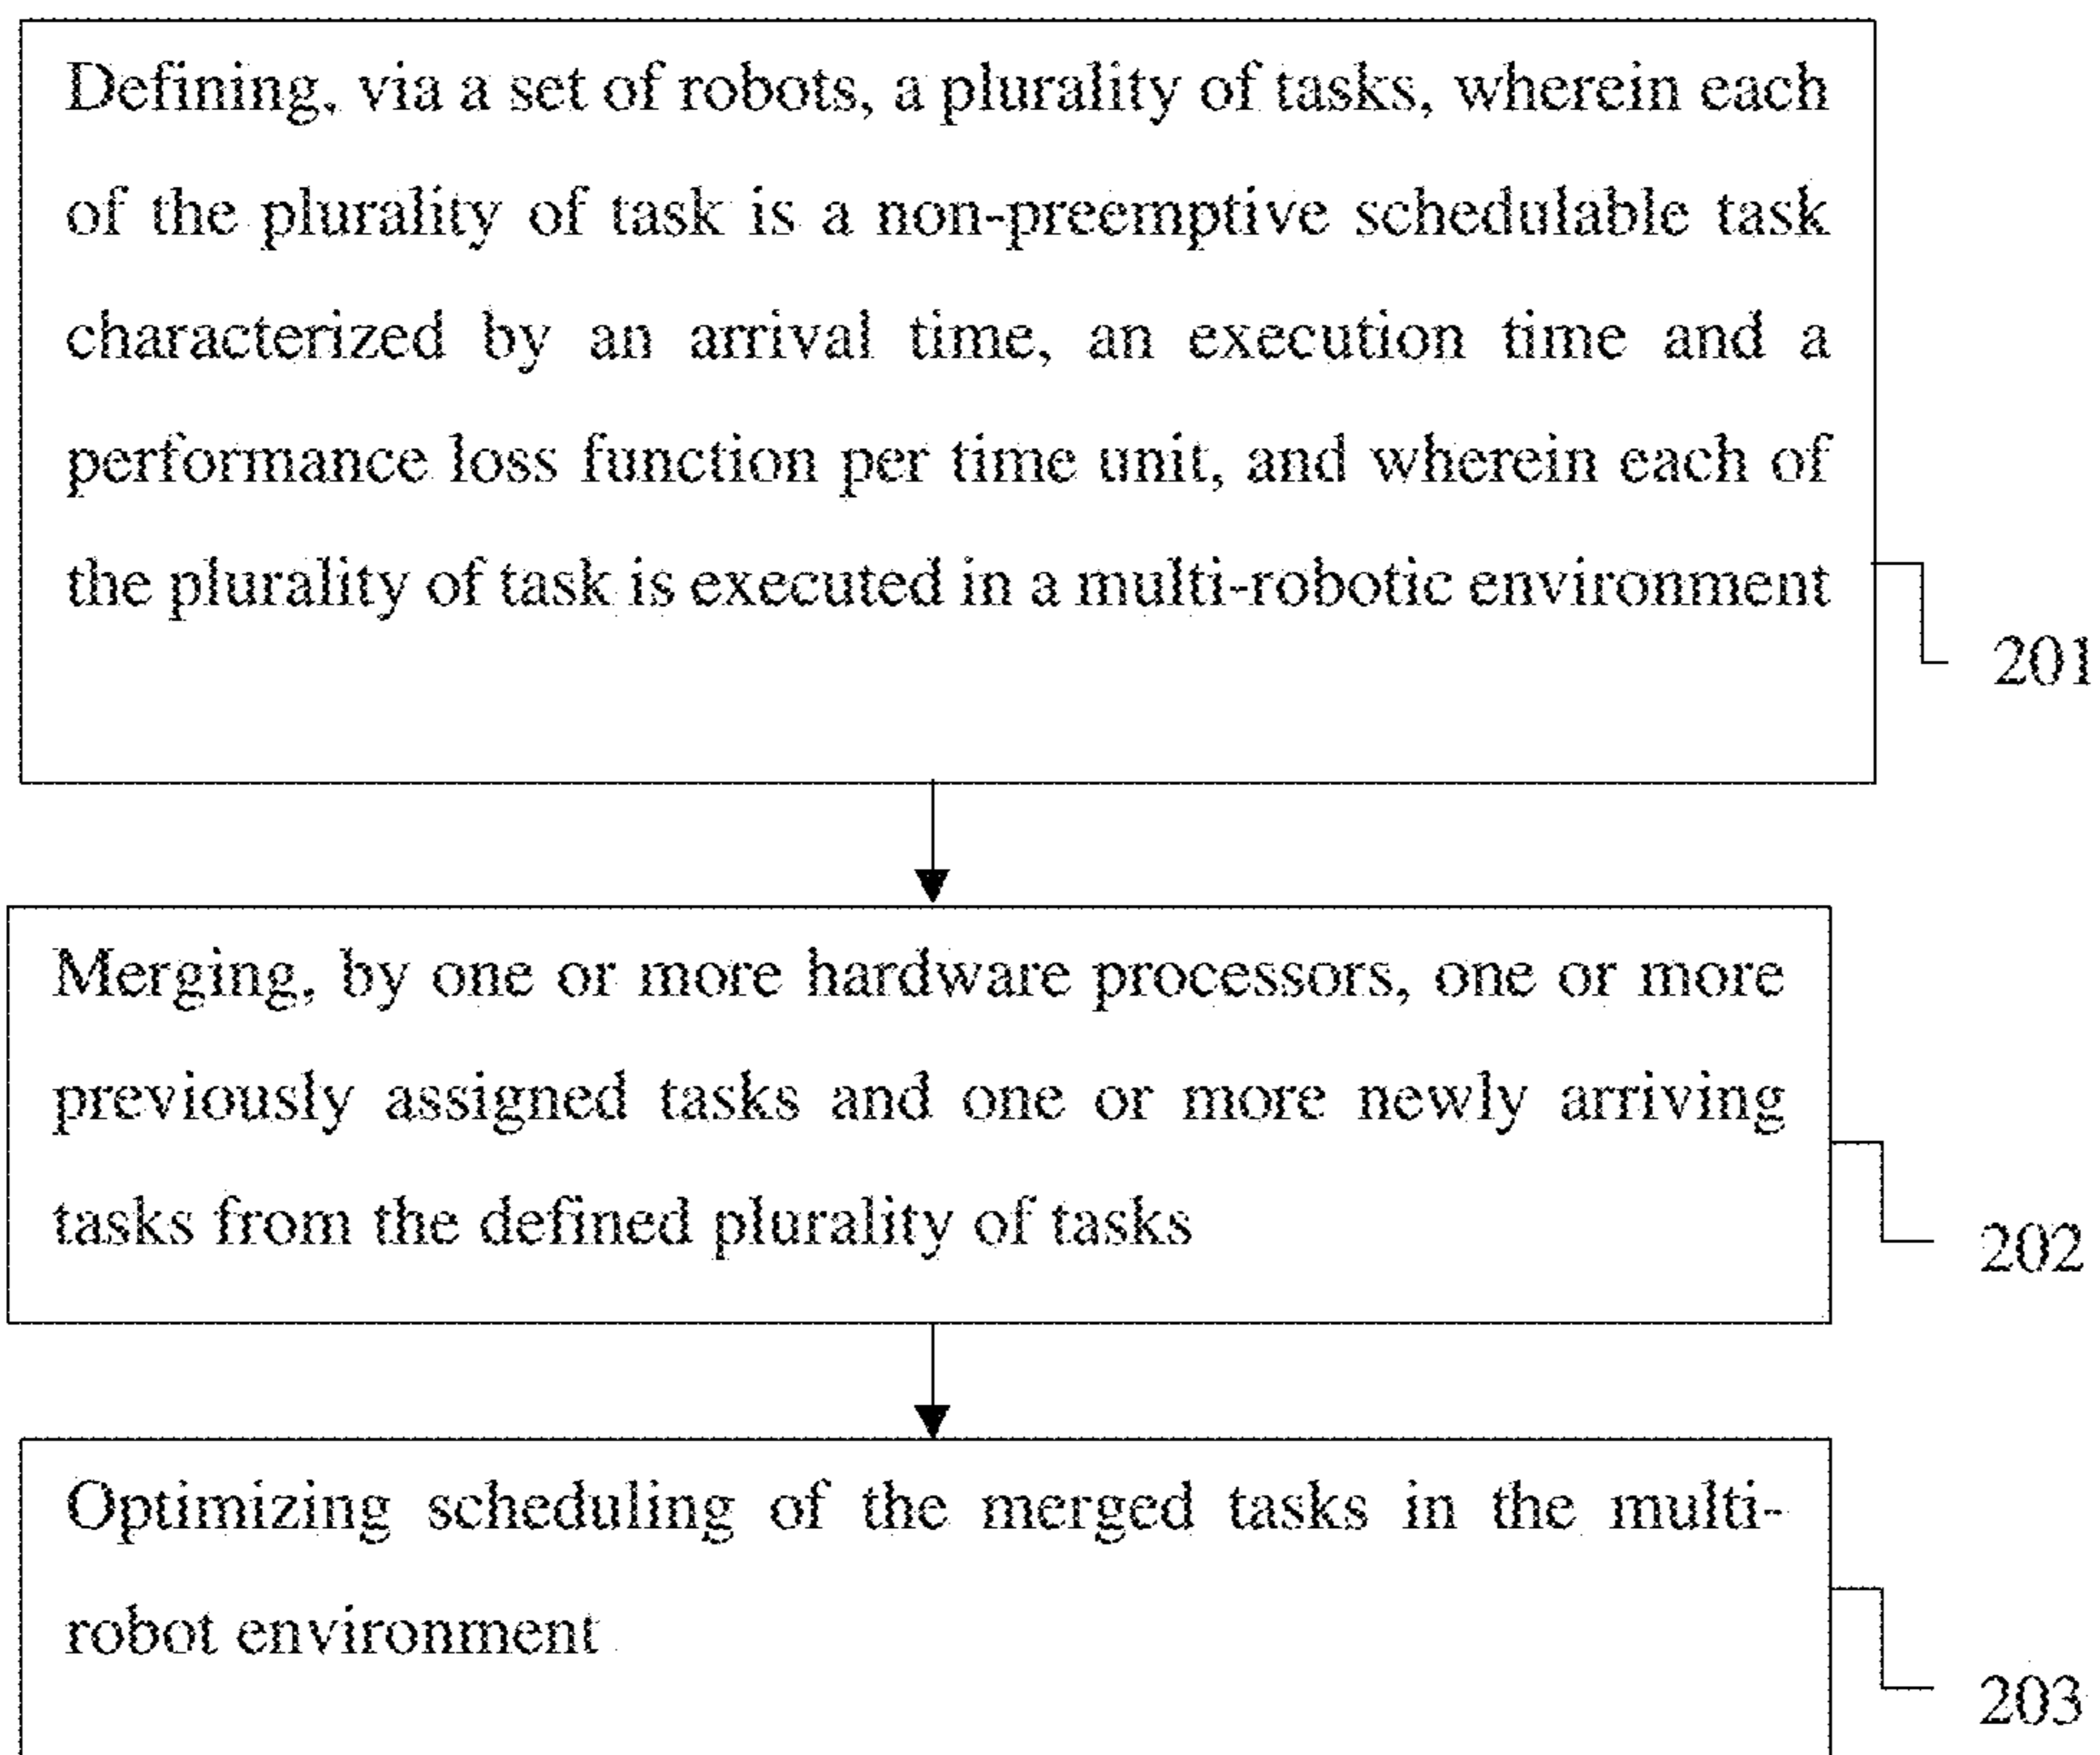 Defining, via a set of robots, a plurality of tasks, wherein each
of the plurality of task is a non-preemptive schedulable task
characterized by an arrival time, an execution time and a
performance loss function per time unit, and wherein each of
the plurality of task is executed in a multi-robotic environment
201
Merging, by one or more hardware processors, one or more
previously assigned tasks and one or more newly arriving
tasks from the defined plurality of tasks
202
Optimizing scheduling of the merged tasks in the multi-
robot environment
203